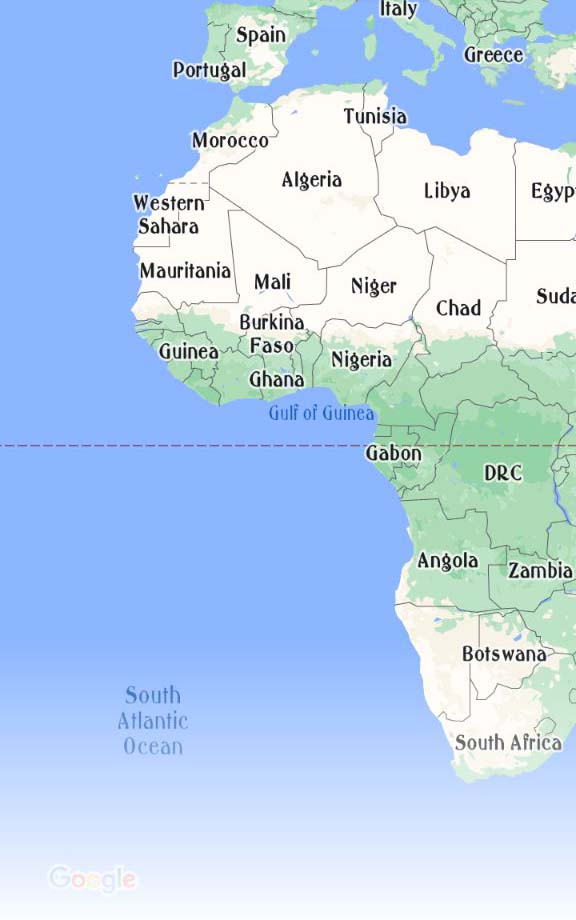 Italy
Spain
Greece
Portugal
Tunisia
Morocco
Algeria
Libya
Egyp
Western
Sahara
Mauritania
Mali
Niger
Chad
Suda
Burkina
Faso
Guinea
Nigeria
Ghana
Gulf of Guinea
Gabon
DRC
Angola
Zambia
Botswana
South
Atlantic
Ocean
South Africa
Google